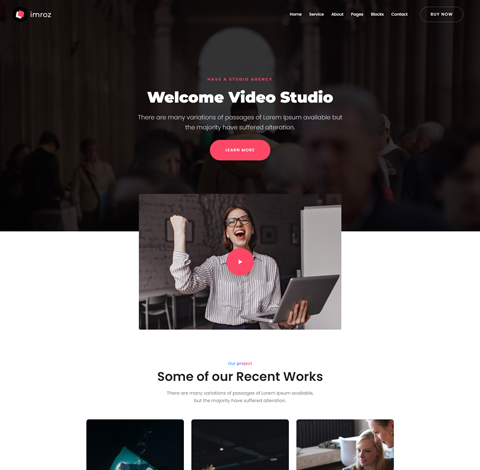 imroz
Home Service About Pages Blocks Contact BUY NOW
HAVE A STUDIO AGENCY
Welcome Video Studio
There are many variations of passages of Lorem Ipsum available but
the majority have suffered alteration.
LEARN MORE
Our project
Some of our Recent Works
There are many variations of passages of Lorem Ipsum available,
but the majority have suffered alteration.